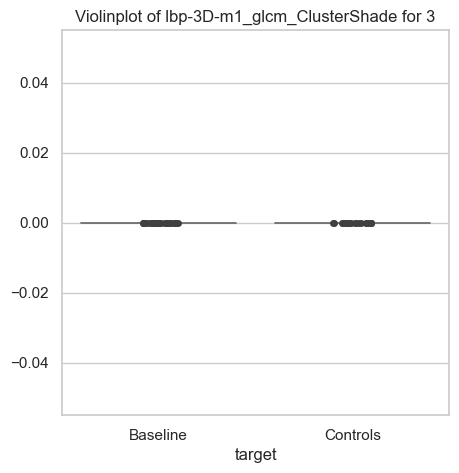 Violinplot of lbp-3D-m1_glcm_ClusterShade for 3
0.04
0.02
0.00
−0.02
−0.04
Baseline
Controls
target